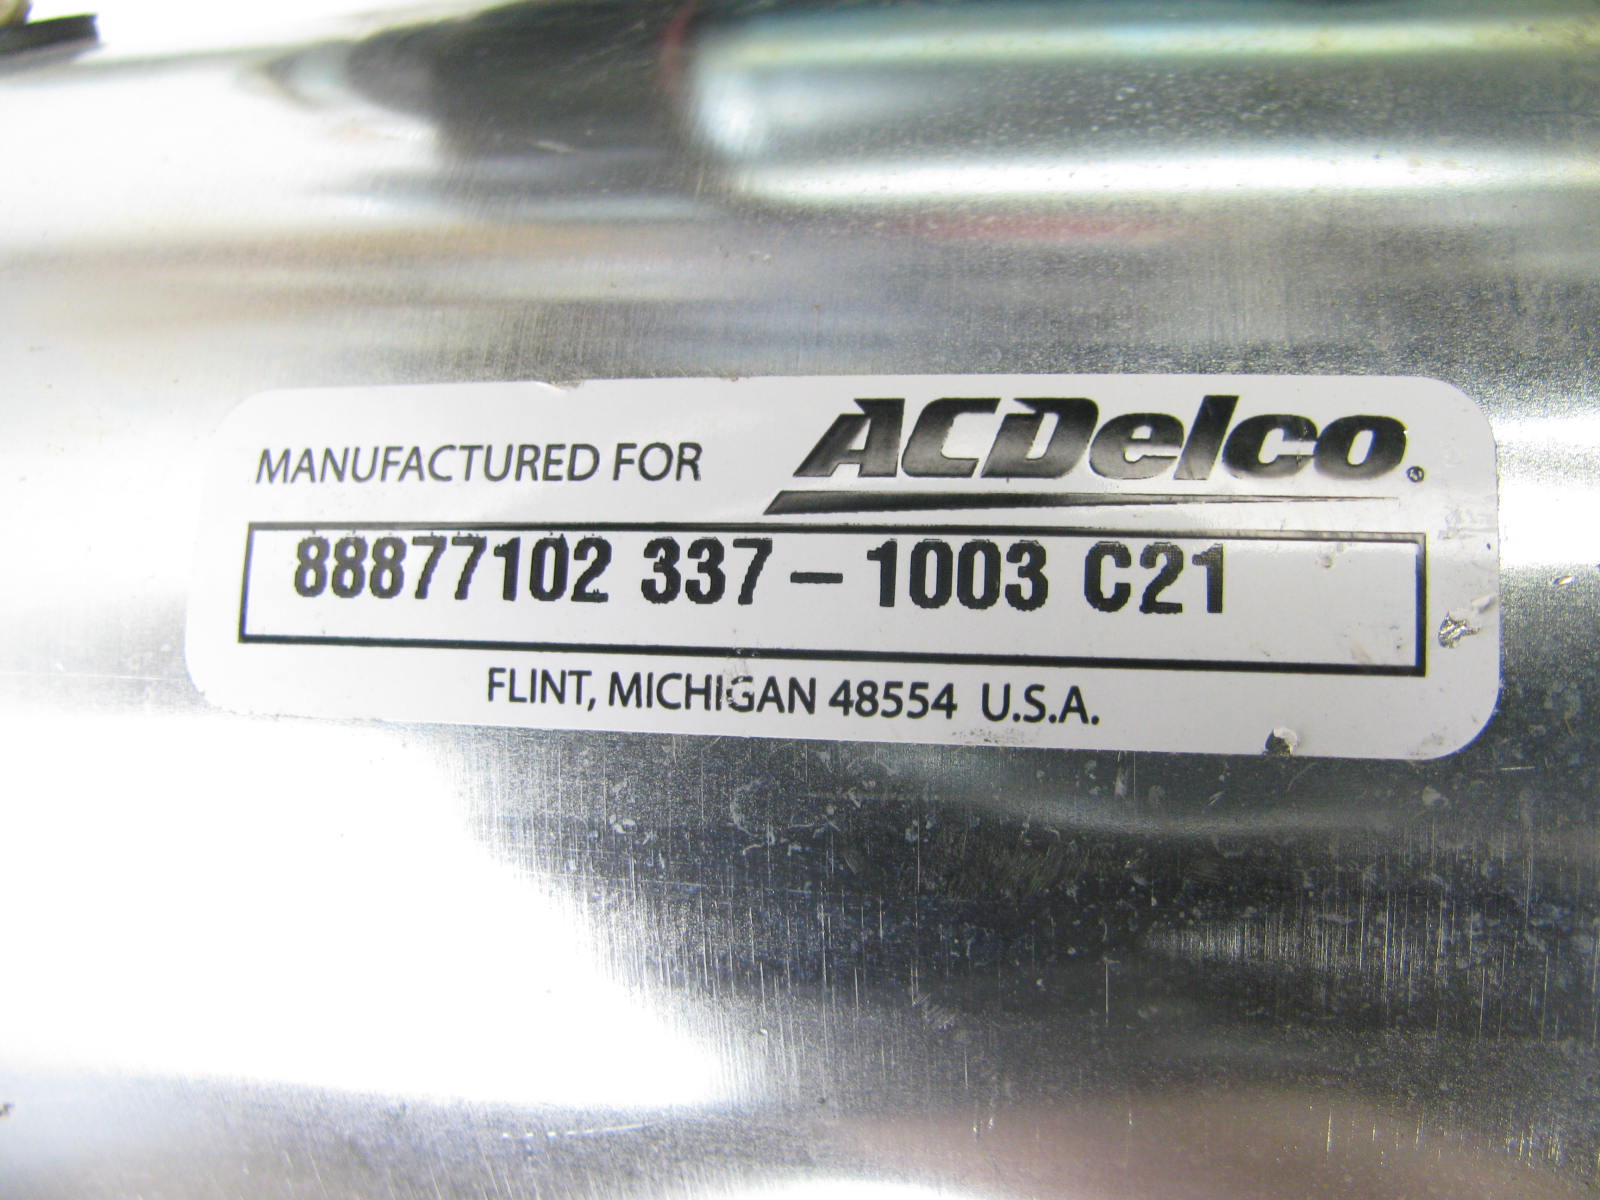 MANUFACTURED FOR ACDelco®
88877102 337-1003 C21
FLINT, MICHIGAN 48554 U.S.A.